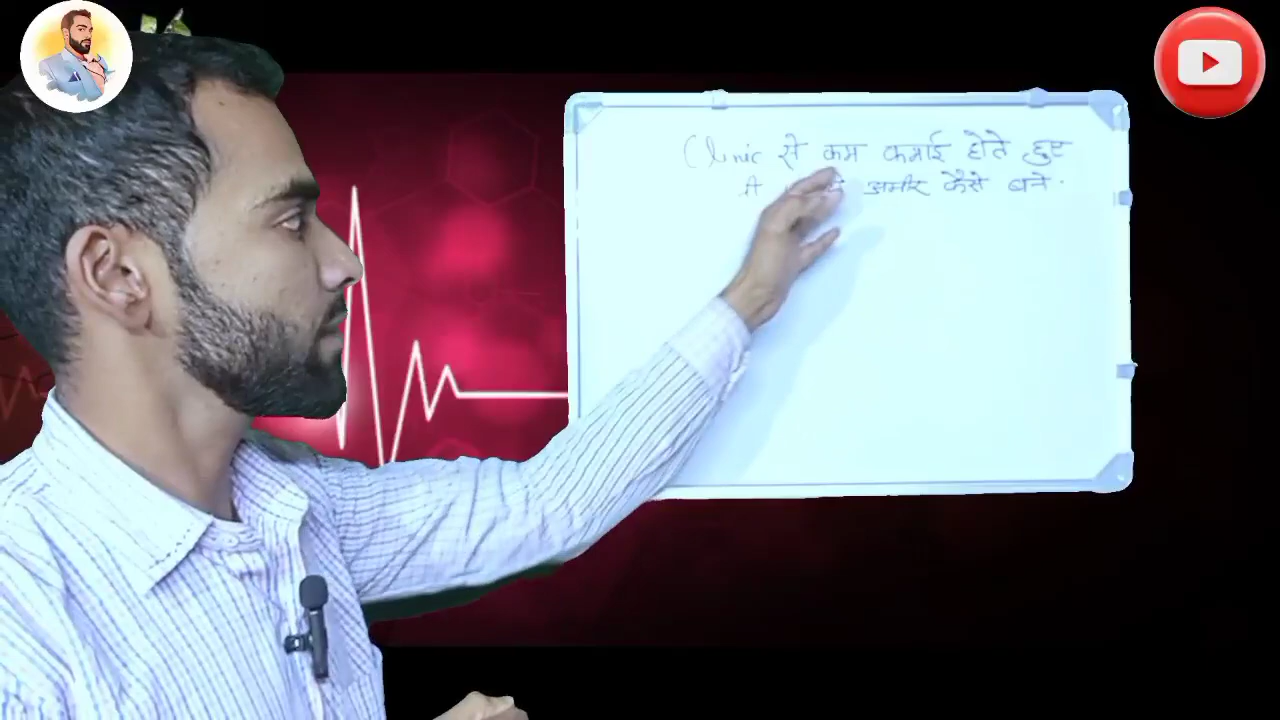 Clinic से कम कमाई होते हुए
भी अमीर कैसे बने.